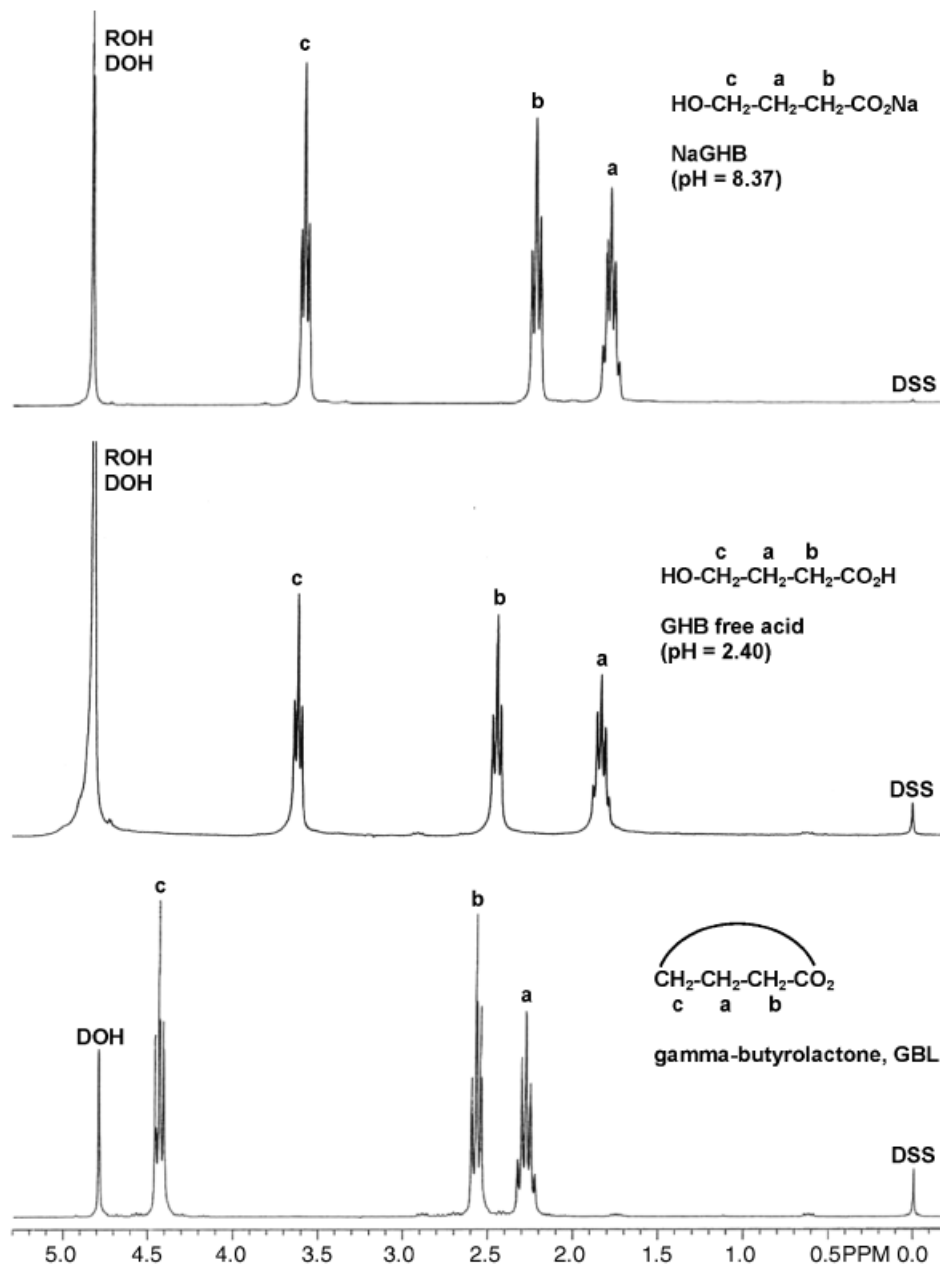 ROH
DOH
c
b
a
c a b
HO-CH₂-CH₂-CH₂-CO₂Na
NaGHB
(pH = 8.37)
DSS
ROH
DOH
c
b
a
c a b
HO-CH₂-CH₂-CH₂-CO₂H
GHB free acid
(pH = 2.40)
DSS
DOH
c
b
a
CH₂-CH₂-CH₂-CO₂
c a b
gamma-butyrolactone, GBL
DSS
5.0 4.5 4.0 3.5 3.0 2.5 2.0 1.5 1.0 0.5PPM 0.0